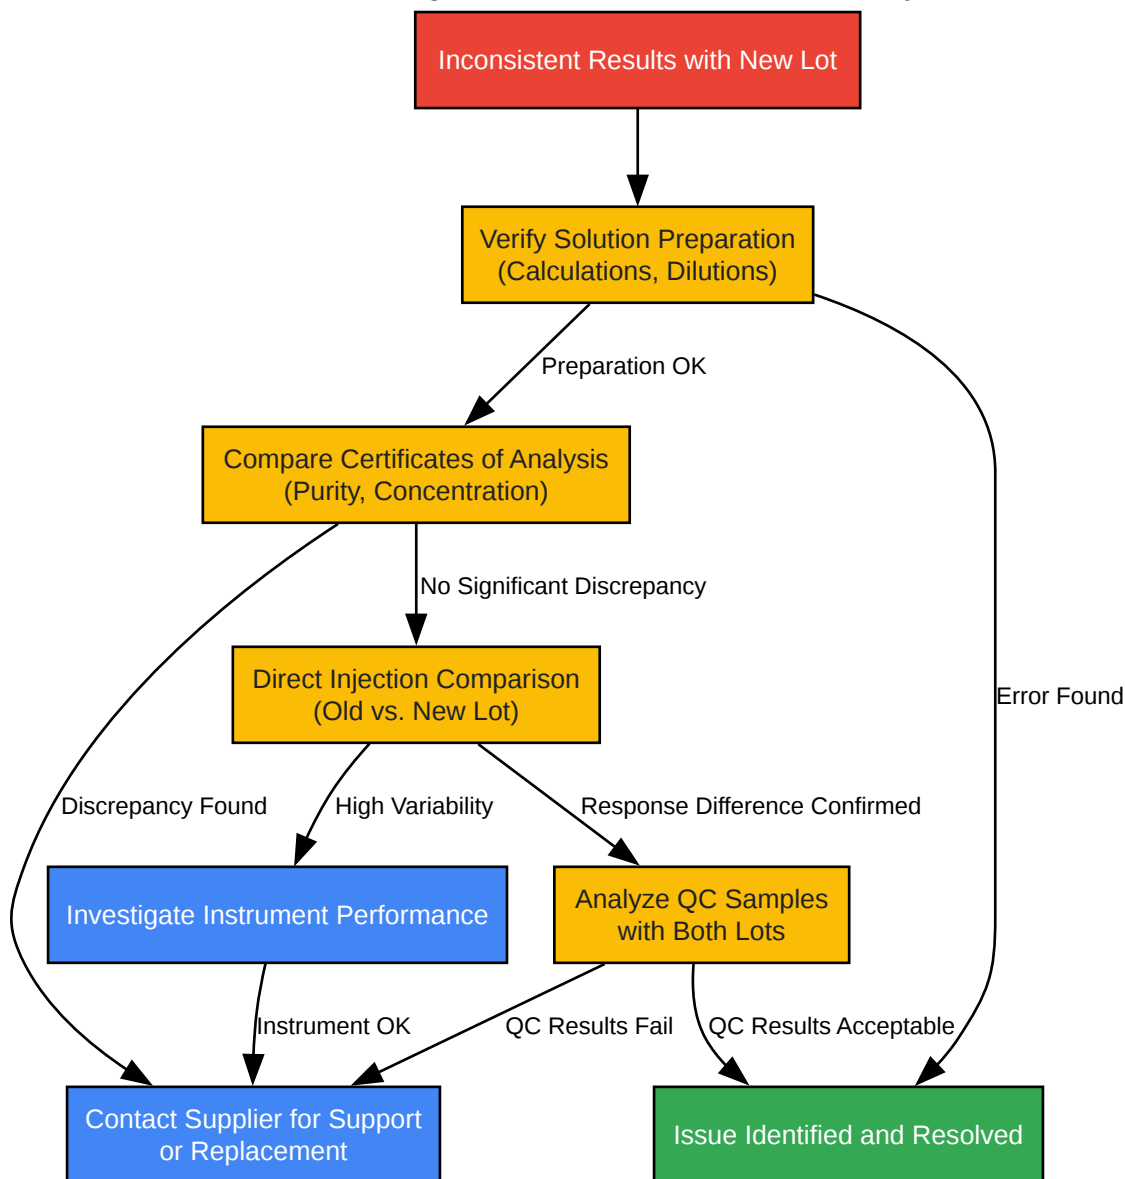 Inconsistent Results with New Lot
Verify Solution Preparation
(Calculations, Dilutions)
Preparation OK
Compare Certificates of Analysis
(Purity, Concentration)
No Significant Discrepancy
Direct Injection Comparison
(Old vs. New Lot)
Error Found
Discrepancy Found
High Variability
Response Difference Confirmed
Investigate Instrument Performance
Analyze QC Samples
with Both Lots
Instrument OK
QC Results Fail
QC Results Acceptable
Contact Supplier for Support
or Replacement
Issue Identified and Resolved